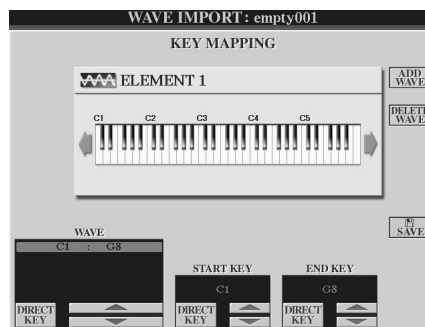 WAVE IMPORT: empty001
KEY MAPPING
ELEMENT 1
C1 C2 C3 C4 C5
ADD
WAVE
DELETE
WAVE
SAVE
WAVE
C1 : G8
START KEY
C1
END KEY
G8
DIRECT
KEY
DIRECT
KEY
DIRECT
KEY